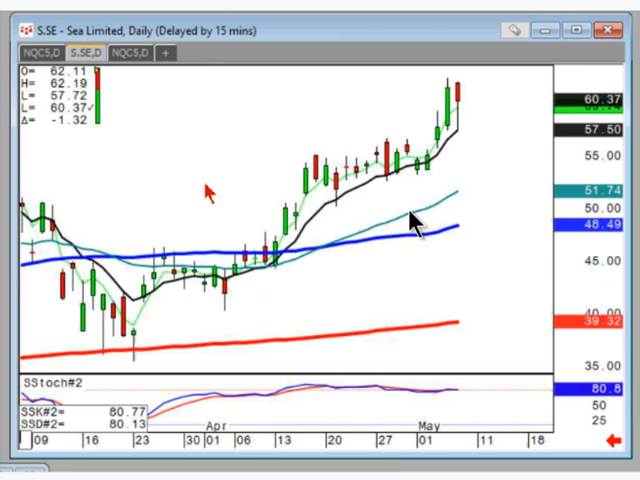 S.SE - Sea Limited, Daily (Delayed by 15 mins)
NQC5,D S.SE,D NQC5,D +
O= 62.11
H= 62.19
L= 57.72
L= 60.37✓
Δ= -1.32
60.37
57.50
55.00
51.74
50.00
48.49
45.00
39.32
35.00
SStoch#2
80.8
SSK#2= 80.77
SSD#2= 80.13
50
25
Apr May
09 16 23 30 01 06 13 20 27 01 11 18